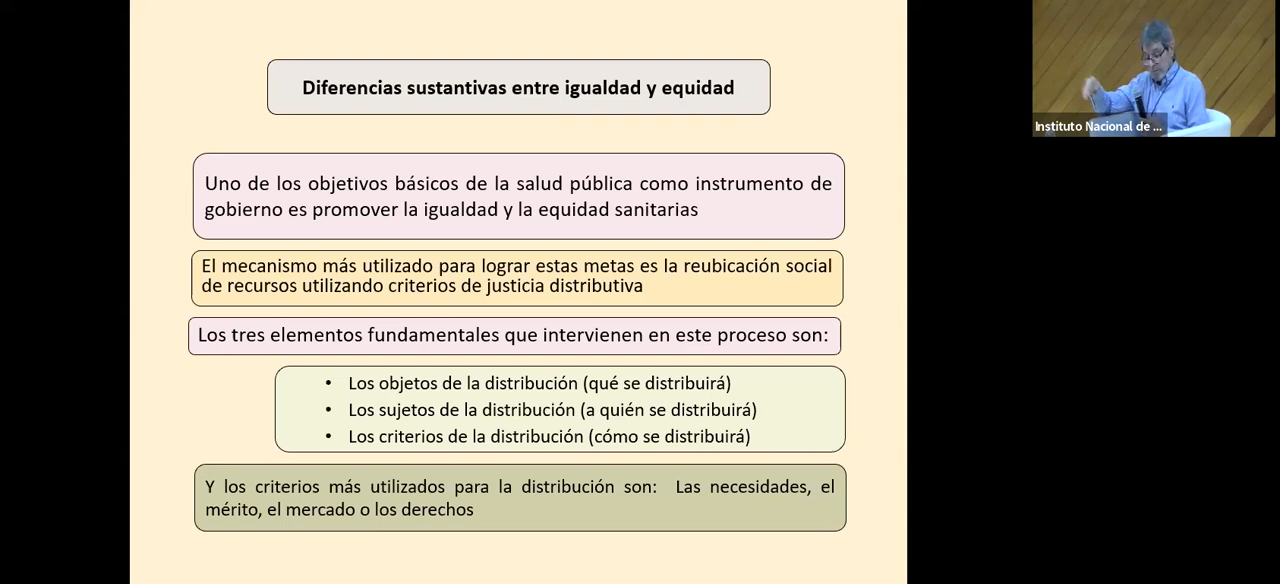 Diferencias sustantivas entre igualdad y equidad
Uno de los objetivos básicos de la salud pública como instrumento de
gobierno es promover la igualdad y la equidad sanitarias
El mecanismo más utilizado para lograr estas metas es la reubicación social
de recursos utilizando criterios de justicia distributiva
Los tres elementos fundamentales que intervienen en este proceso son:
• Los objetos de la distribución (qué se distribuirá)
• Los sujetos de la distribución (a quién se distribuirá)
• Los criterios de la distribución (cómo se distribuirá)
Y los criterios más utilizados para la distribución son: Las necesidades, el
mérito, el mercado o los derechos
Instituto Nacional de ...